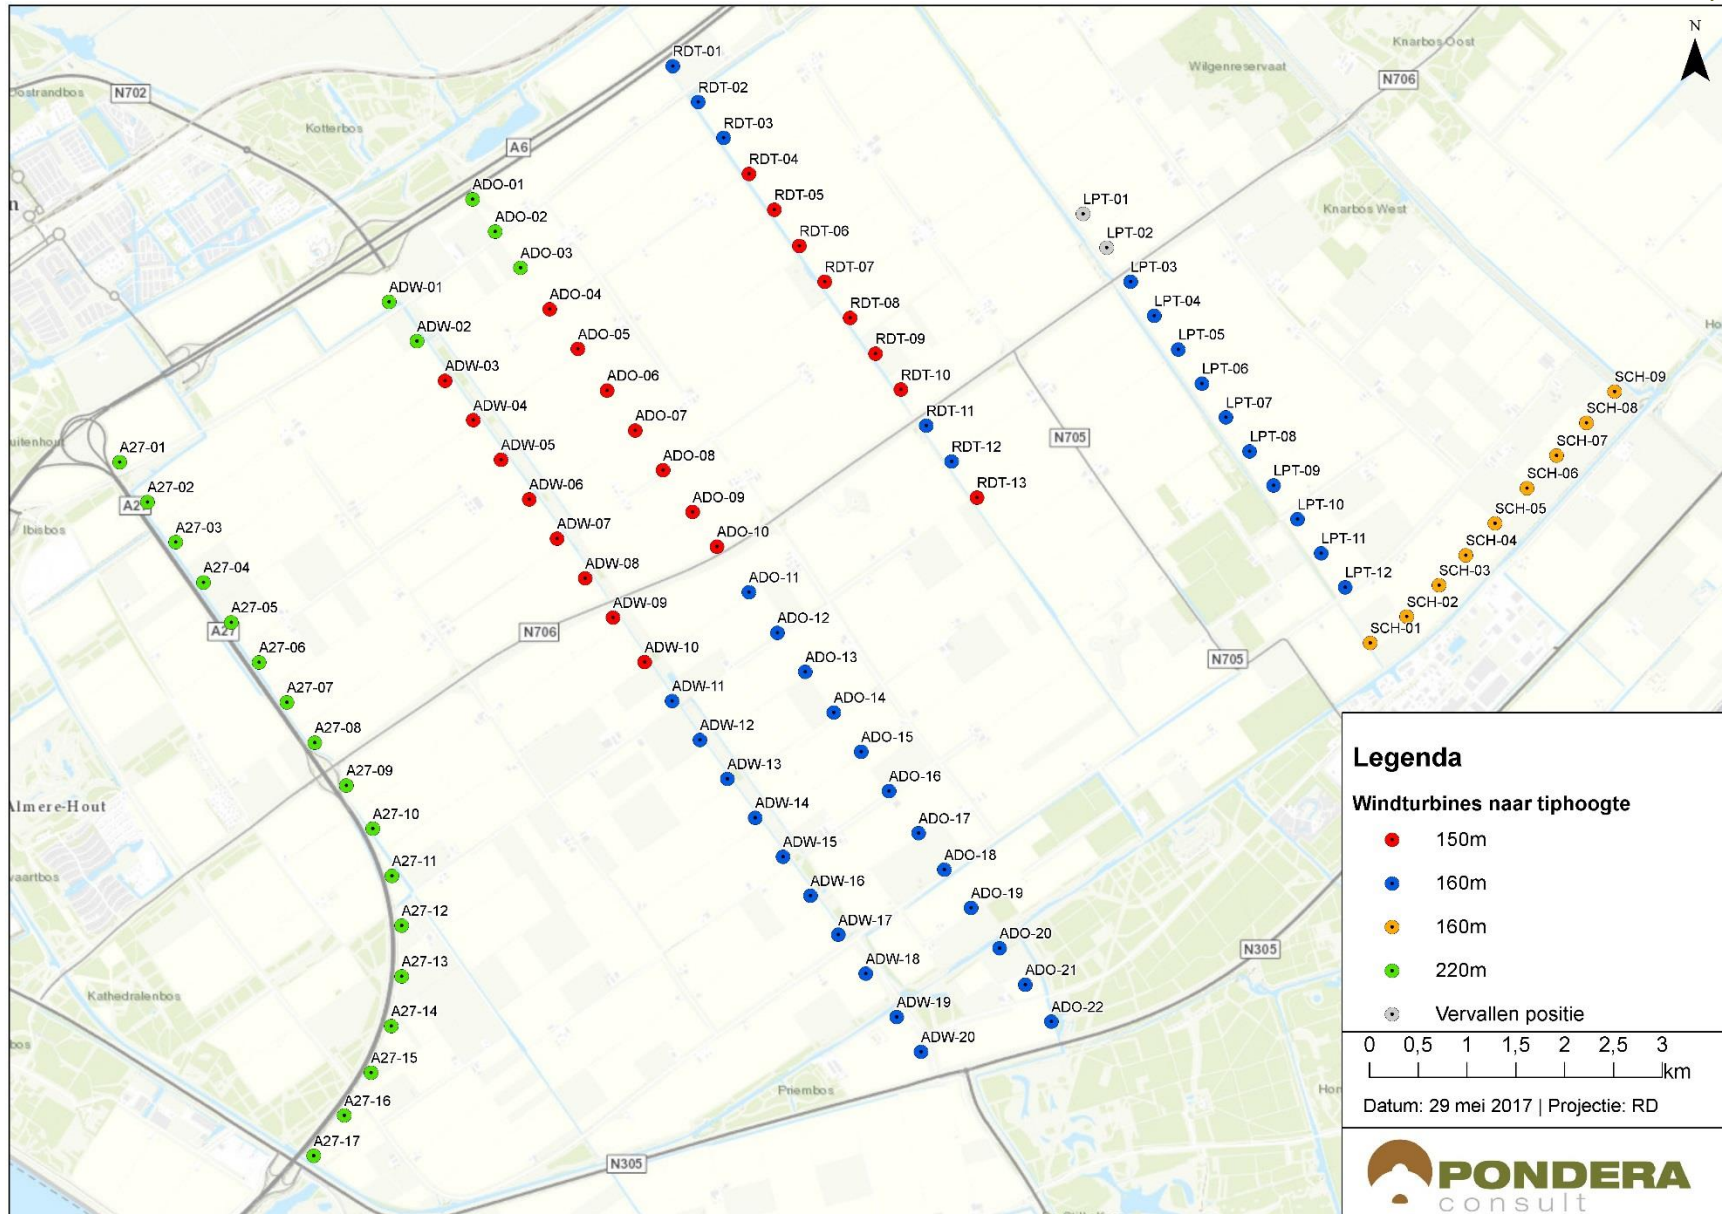 N
Knarbos Oost
RDT-01
Wilgenreservaat
N706
RDT-02
N702
Oostrandbos
Kotterbos
RDT-03
A6
RDT-04
ADO-01
RDT-05
LPT-01
Knarbos West
n
ADO-02
RDT-06
LPT-02
ADO-03
RDT-07
LPT-03
ADW-01
ADO-04
RDT-08
LPT-04
Ho
ADW-02
ADO-05
RDT-09
LPT-05
ADW-03
ADO-06
RDT-10
LPT-06
SCH-09
ADW-04
ADO-07
RDT-11
LPT-07
SCH-08
uitenhout
A27-01
ADW-05
ADO-08
RDT-12
N705
LPT-08
SCH-07
A27-02
ADW-06
ADO-09
RDT-13
LPT-09
SCH-06
Ibisbos
A27-03
ADW-07
ADO-10
LPT-10
SCH-05
A27-04
ADW-08
ADO-11
LPT-11
SCH-04
A27-05
ADW-09
ADO-12
LPT-12
SCH-03
A27
N706
SCH-02
A27-06
ADW-10
ADO-13
N705
SCH-01
A27-07
ADW-11
ADO-14
A27-08
ADW-12
ADO-15
A27-09
ADW-13
ADO-16
Almere-Hout
A27-10
ADW-14
ADO-17
A27-11
ADW-15
ADO-18
vaartbos
A27-12
ADW-16
ADO-19
A27-13
ADW-17
ADO-20
N305
Kathedralenbos
A27-14
ADW-18
ADO-21
bos
A27-15
ADW-19
ADO-22
A27-16
ADW-20
Priembos
Hor
A27-17
N305
Legenda
Windturbines naar tiphoogte
150m
160m
160m
220m
Vervallen positie
0 0,5 1 1,5 2 2,5 3
km
Datum: 29 mei 2017 | Projectie: RD
PONDERA
consult